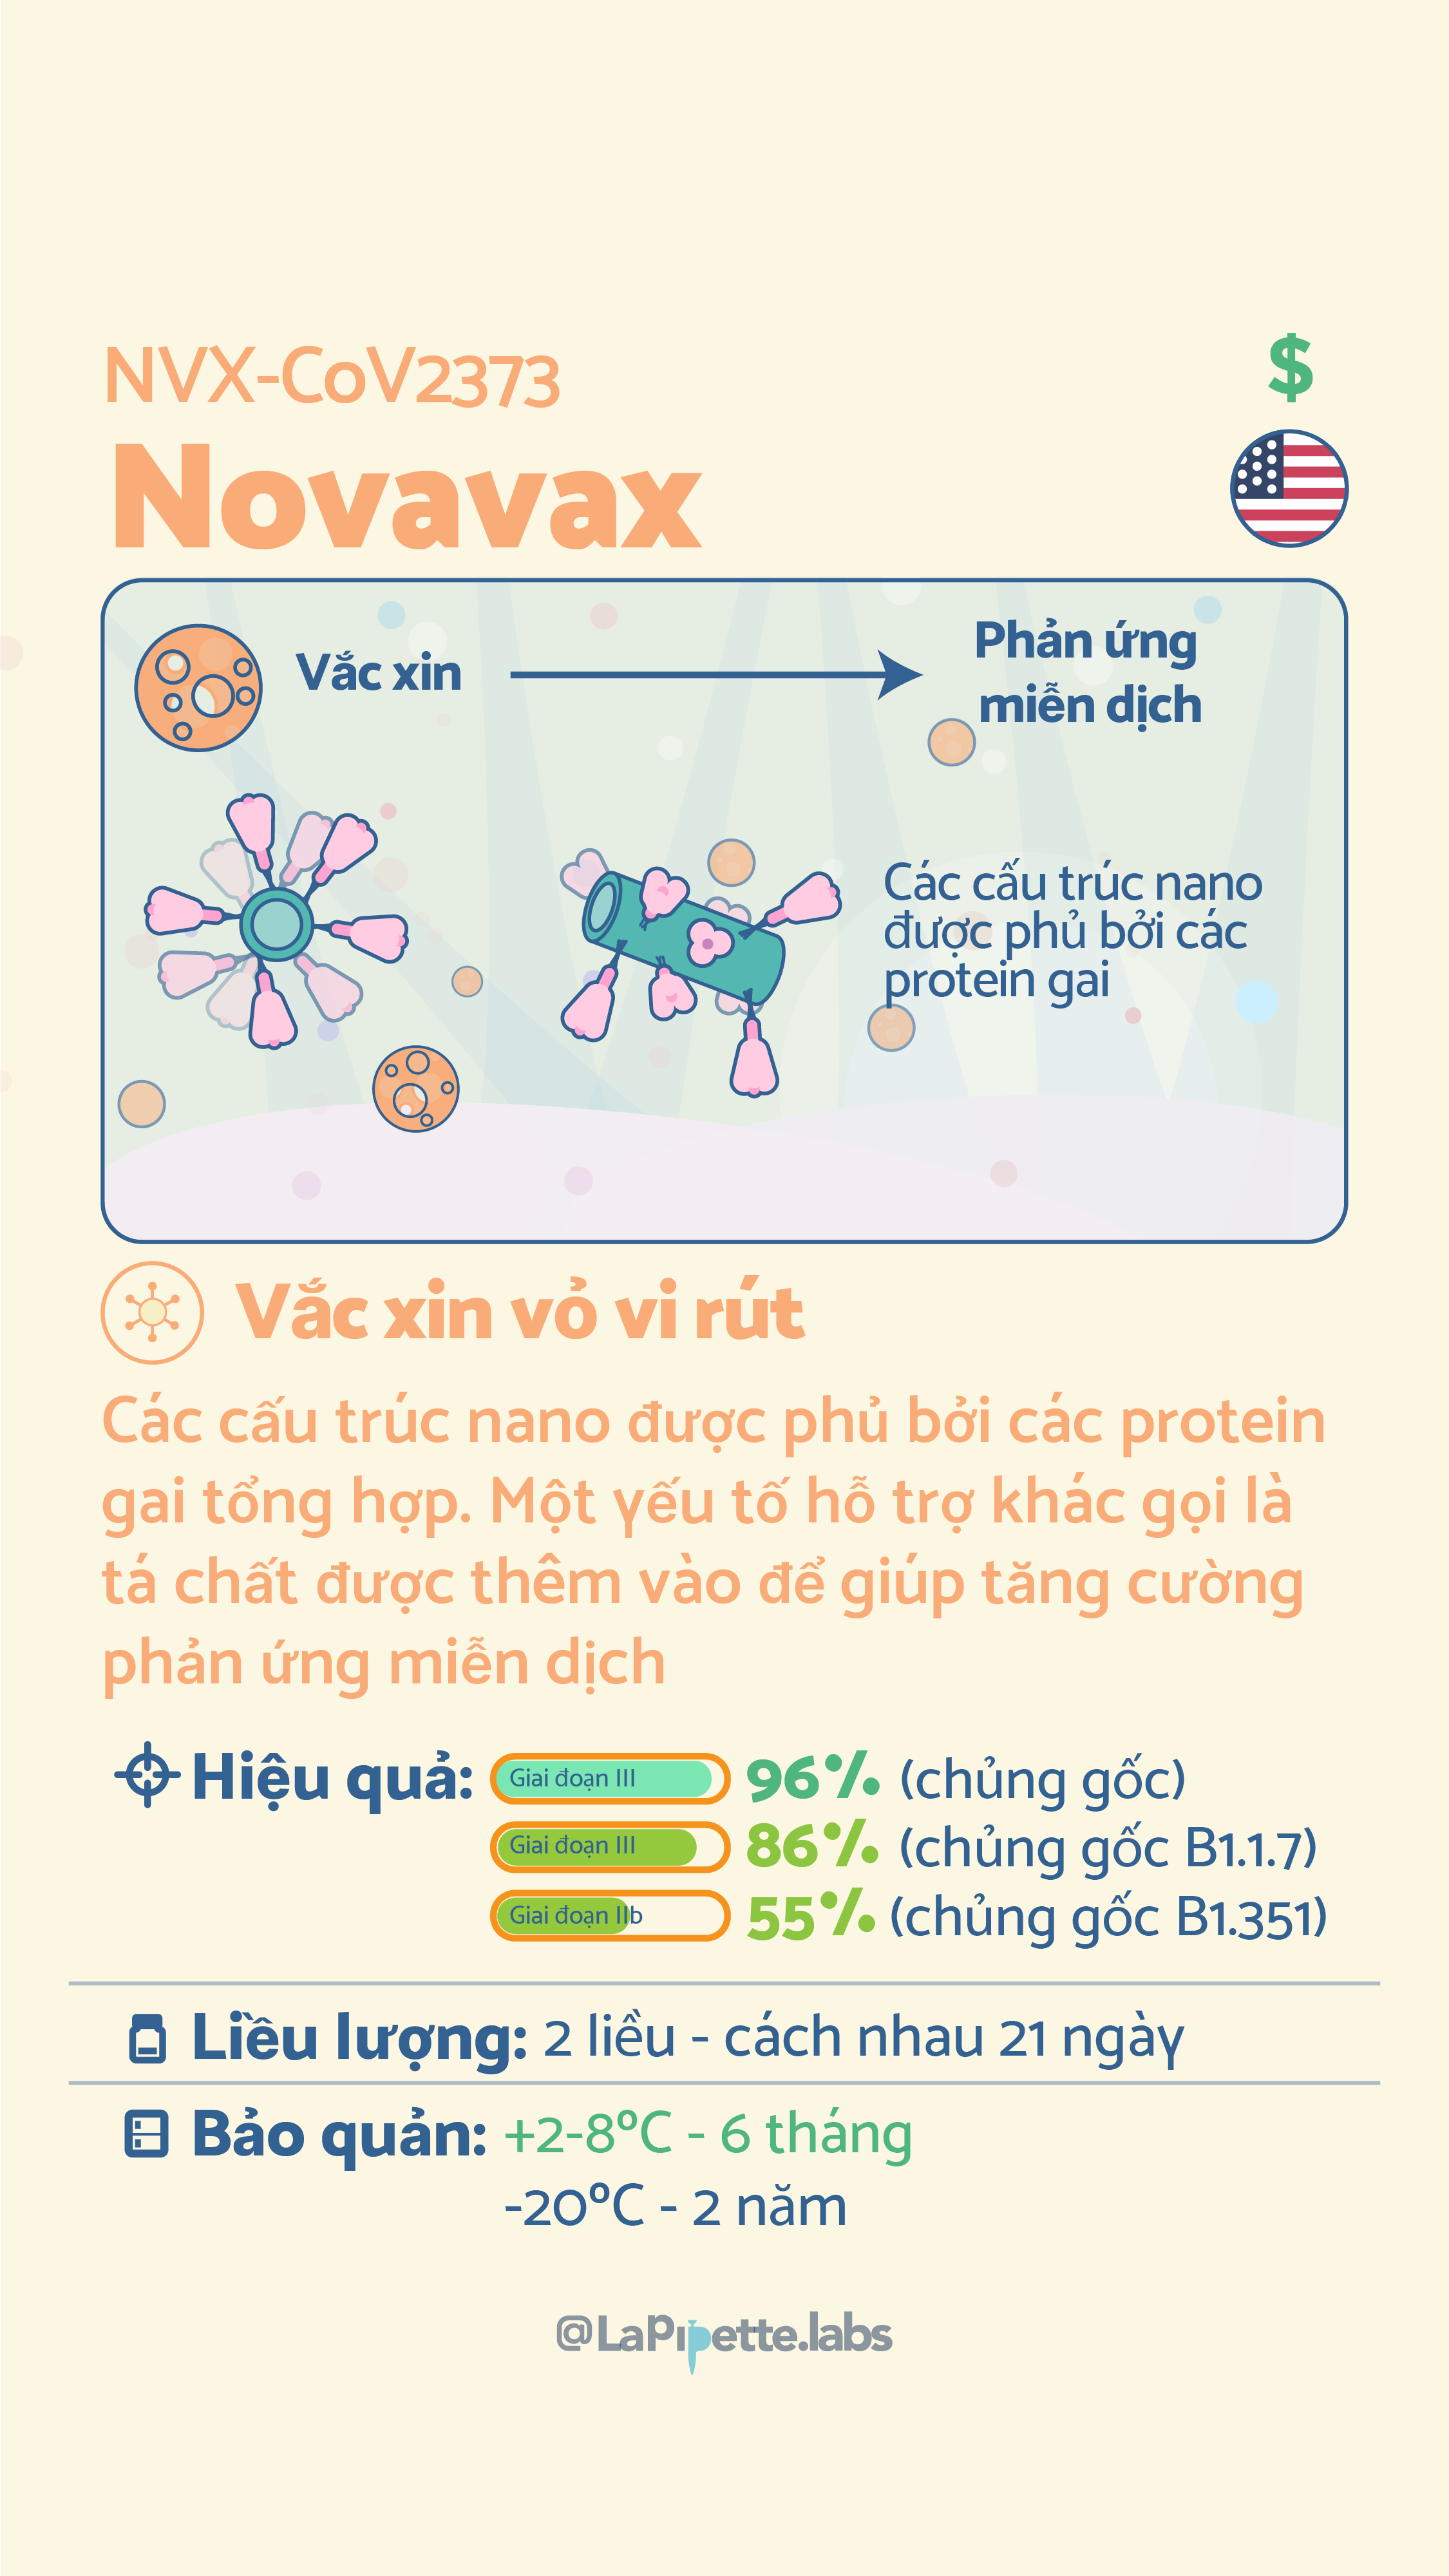 NVX-CoV2373
$
Novavax
Vắc xin
Phản ứng
miễn dịch
Các cấu trúc nano
được phủ bởi các
protein gai
Vắc xin vỏ vi rút
Các cấu trúc nano được phủ bởi các protein
gai tổng hợp. Một yếu tố hỗ trợ khác gọi là
tá chất được thêm vào để giúp tăng cường
phản ứng miễn dịch
Hiệu quả: Giai đoạn III 96% (chủng gốc)
Giai đoạn III 86% (chủng gốc B1.1.7)
Giai đoạn IIb 55% (chủng gốc B1.351)
Liều lượng: 2 liều - cách nhau 21 ngày
Bảo quản: +2-8ºC - 6 tháng
-20ºC - 2 năm
@LaPipette.labs